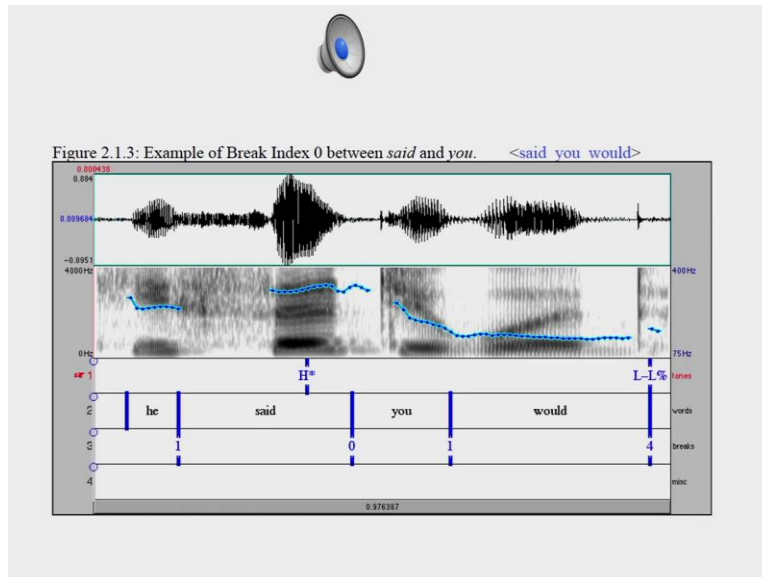 Figure 2.1.3: Example of Break Index 0 between said and you. <said you would>
0.000438
0.884
0.009684
-0.8951
4000 Hz 400 Hz
0 Hz 75 Hz
1 H* L-L% tones
2 he said you would words
3 1 0 1 4 breaks
4 misc
0.976387